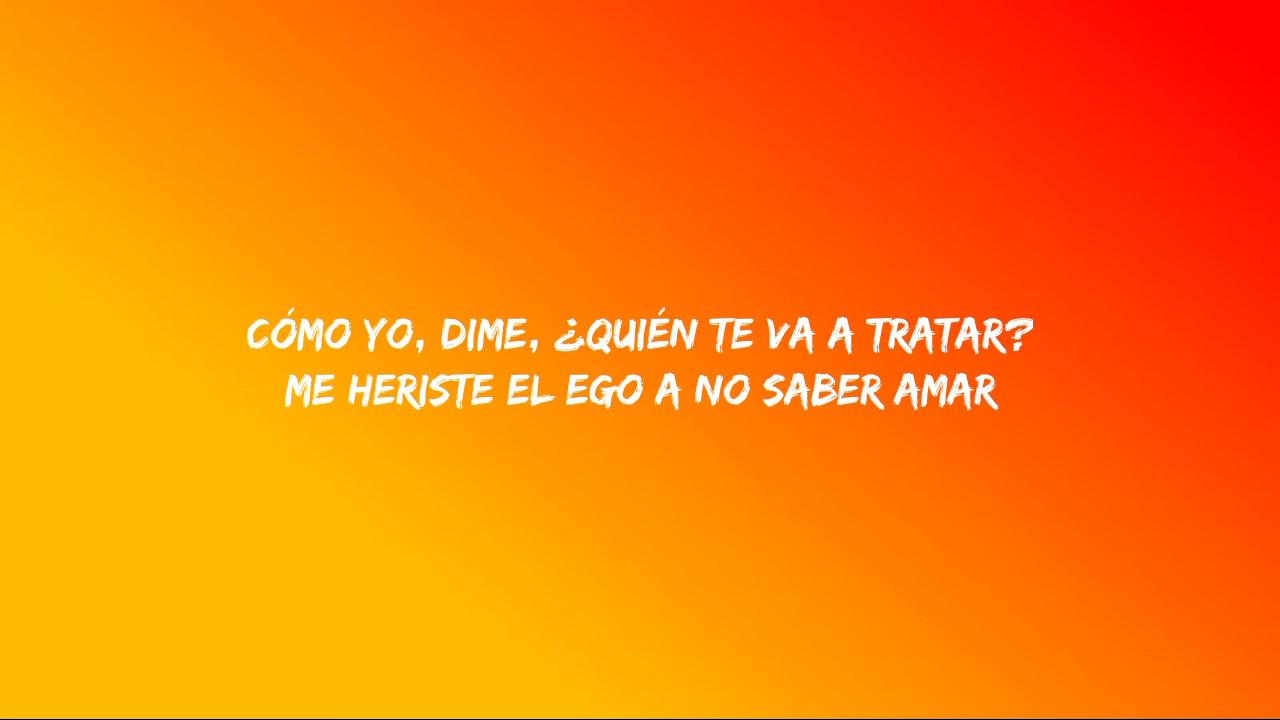 CÓMO YO, DIME, ¿QUIÉN TE VA A TRATAR?
ME HERISTE EL EGO A NO SABER AMAR